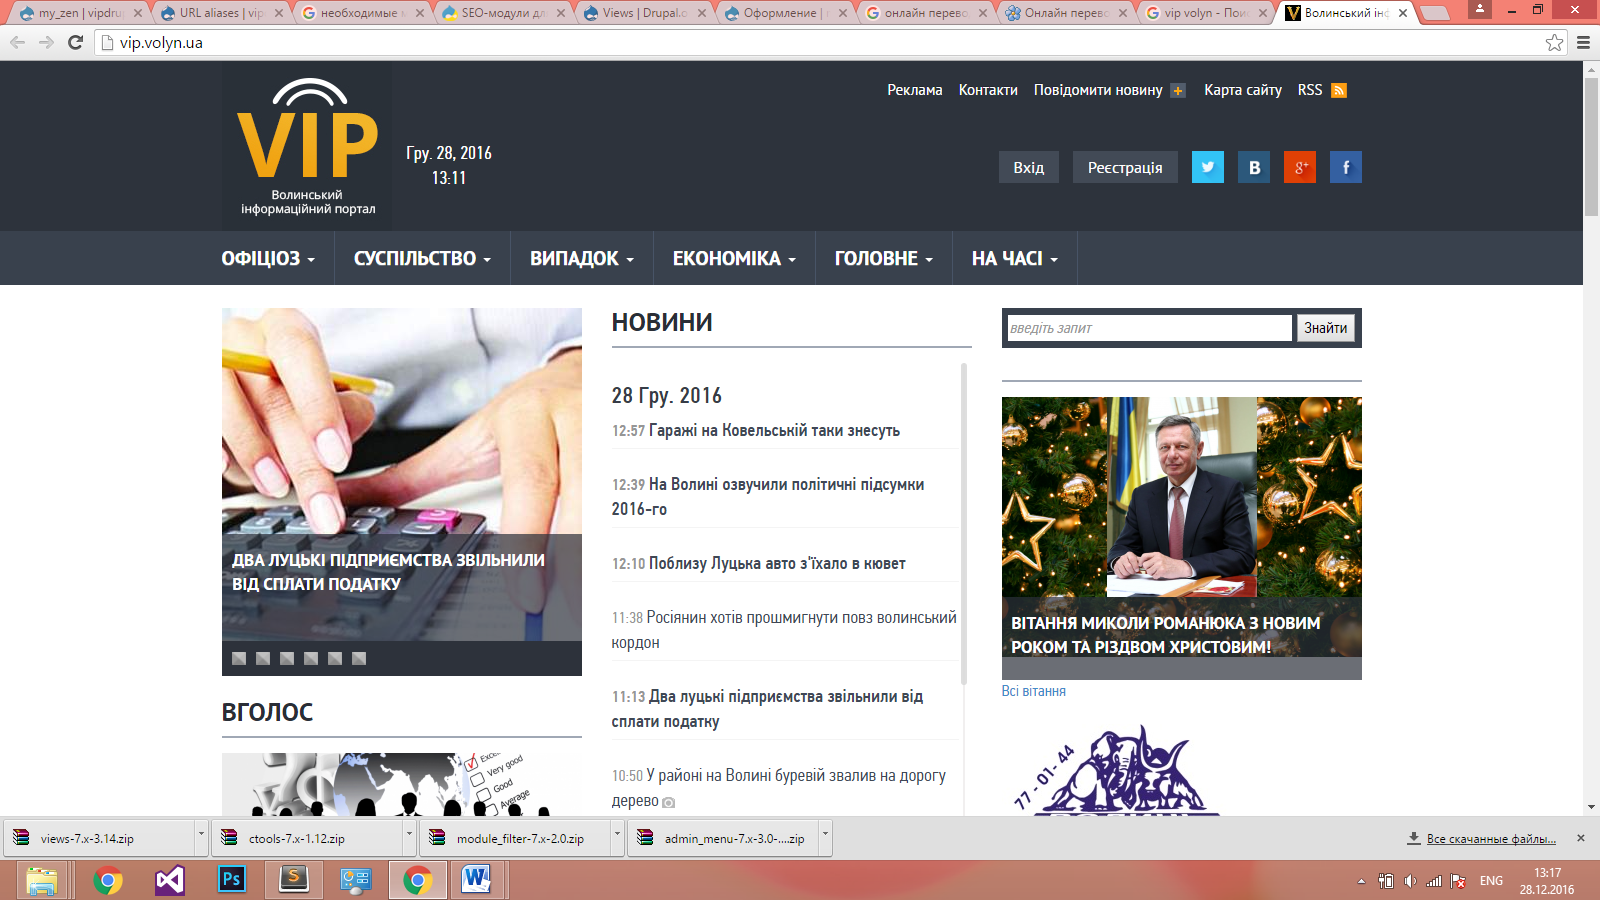 my_zen | vipdru
URL aliases | vip
необходимые м
SEO-модули дл
Views | Drupal.o
Оформление |
онлайн перево
Онлайн перево
vip volyn - Пои
Волинський інф
vip.volyn.ua
VIP
Волинський
інформаційний портал
Гру. 28, 2016
13:11
Реклама Контакти Повідомити новину Карта сайту RSS
Вхід Реєстрація
ОФІЦІОЗ СУСПІЛЬСТВО ВИПАДОК ЕКОНОМІКА ГОЛОВНЕ НА ЧАСІ
ДВА ЛУЦЬКІ ПІДПРИЄМСТВА ЗВІЛЬНИЛИ
ВІД СПЛАТИ ПОДАТКУ
ВГОЛОС
Very good
Good
Average
НОВИНИ
28 Гру. 2016
12:57 Гаражі на Ковельській таки знесуть
12:39 На Волині озвучили політичні підсумки
2016-го
12:10 Поблизу Луцька авто з'їхало в кювет
11:38 Росіянин хотів прошмигнути повз волинський
кордон
11:13 Два луцькі підприємства звільнили від
сплати податку
10:50 У районі на Волині буревій звалив на дорогу
дерево
введіть запит
Знайти
ВІТАННЯ МИКОЛИ РОМАНЮКА З НОВИМ
РОКОМ ТА РІЗДВОМ ХРИСТОВИМ!
Всі вітання
77-01-44
views-7.x-3.14.zip
ctools-7.x-1.12.zip
module_filter-7.x-2.0.zip
admin_menu-7.x-3.0-....zip
Все скачанные файлы...
Ps
ENG
13:17
28.12.2016